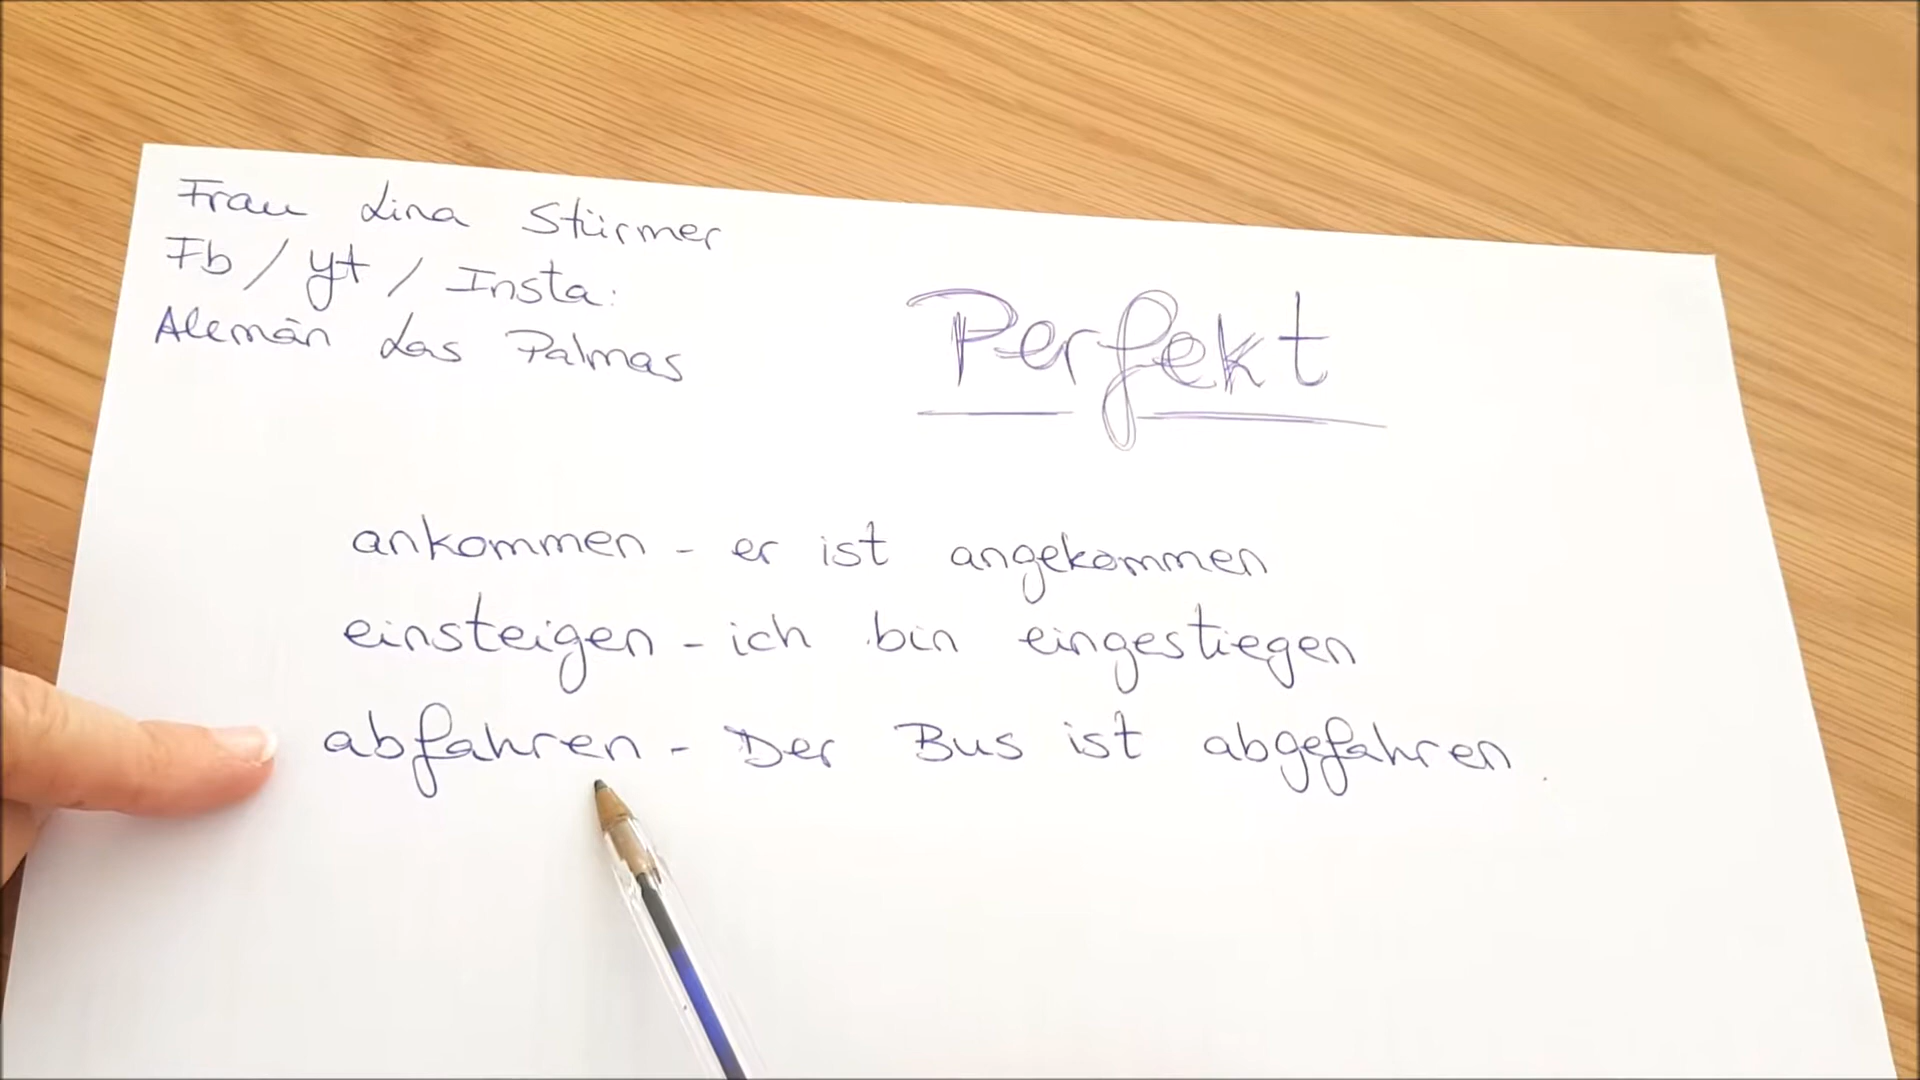 Frau Lina Stürmer
Fb / yt / Insta:
Alemán Las Palmas
Perfekt
ankommen - er ist angekommen
einsteigen - ich bin eingestiegen
abfahren - Der Bus ist abgefahren.